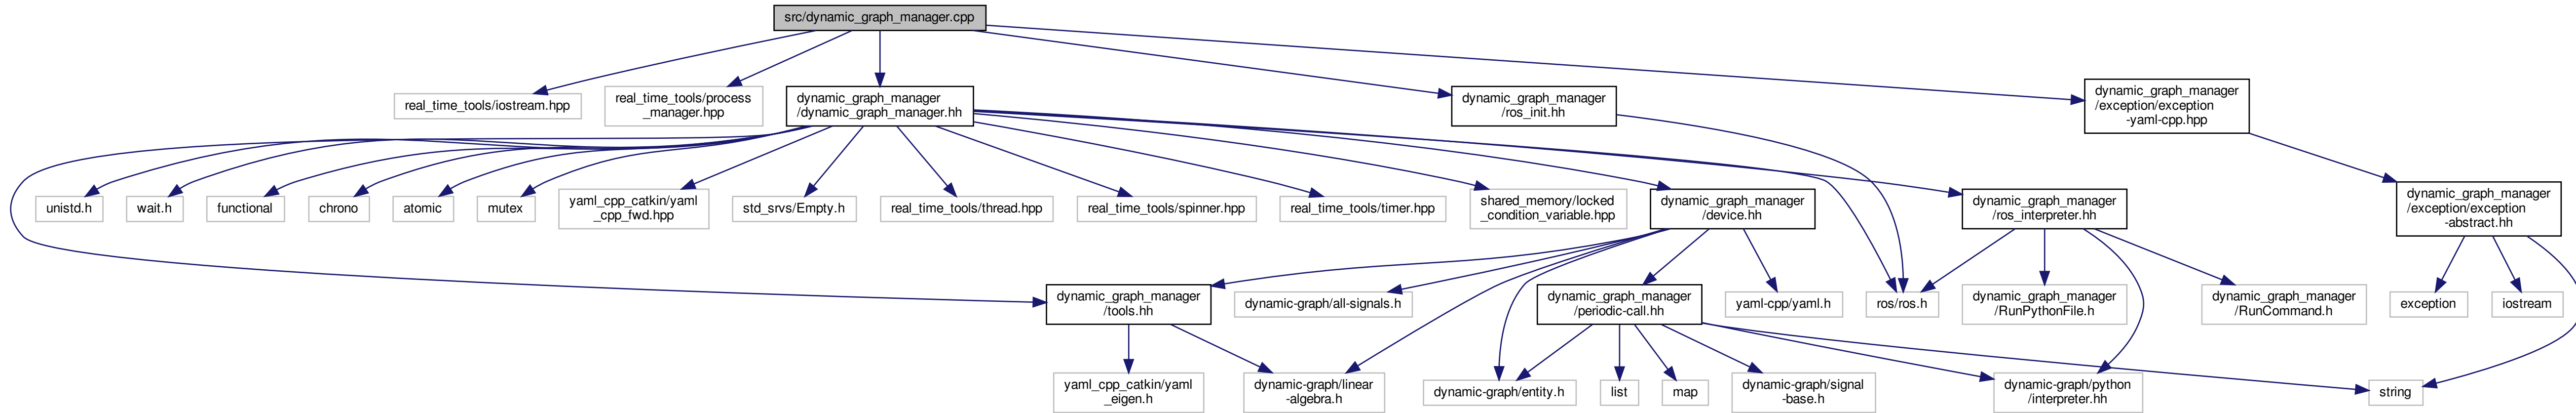 src/dynamic_graph_manager.cpp
real_time_tools/iostream.hpp
real_time_tools/process
_manager.hpp
dynamic_graph_manager
/dynamic_graph_manager.hh
dynamic_graph_manager
/ros_init.hh
dynamic_graph_manager
/exception/exception
-yaml-cpp.hpp
unistd.h
wait.h
functional
chrono
atomic
mutex
yaml_cpp_catkin/yaml
_cpp_fwd.hpp
std_srvs/Empty.h
real_time_tools/thread.hpp
real_time_tools/spinner.hpp
real_time_tools/timer.hpp
shared_memory/locked
_condition_variable.hpp
dynamic_graph_manager
/device.hh
dynamic_graph_manager
/ros_interpreter.hh
dynamic_graph_manager
/exception/exception
-abstract.hh
dynamic_graph_manager
/tools.hh
dynamic-graph/all-signals.h
dynamic_graph_manager
/periodic-call.hh
yaml-cpp/yaml.h
ros/ros.h
dynamic_graph_manager
/RunPythonFile.h
dynamic_graph_manager
/RunCommand.h
exception
iostream
yaml_cpp_catkin/yaml
_eigen.h
dynamic-graph/linear
-algebra.h
dynamic-graph/entity.h
list
map
dynamic-graph/signal
-base.h
dynamic-graph/python
/interpreter.hh
string